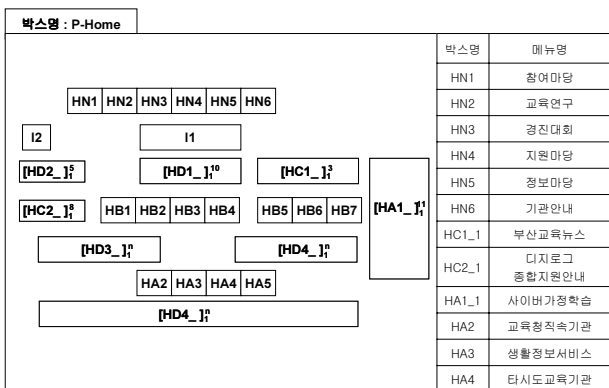 박스명 : P-Home
HN1 HN2 HN3 HN4 HN5 HN6
I2 I1
[HD2_ ]₁⁵ [HD1_ ]₁¹⁰ [HC1_ ]₁³
[HC2_ ]₁⁸ HB1 HB2 HB3 HB4 HB5 HB6 HB7 [HA1_ ]₁¹¹
[HD3_ ]₁ⁿ [HD4_ ]₁ⁿ
HA2 HA3 HA4 HA5
[HD4_ ]₁ⁿ
박스명 메뉴명
HN1 참여마당
HN2 교육연구
HN3 경진대회
HN4 지원마당
HN5 정보마당
HN6 기관안내
HC1_1 부산교육뉴스
HC2_1 디지로그
종합지원안내
HA1_1 사이버가정학습
HA2 교육청직속기관
HA3 생활정보서비스
HA4 타시도교육기관